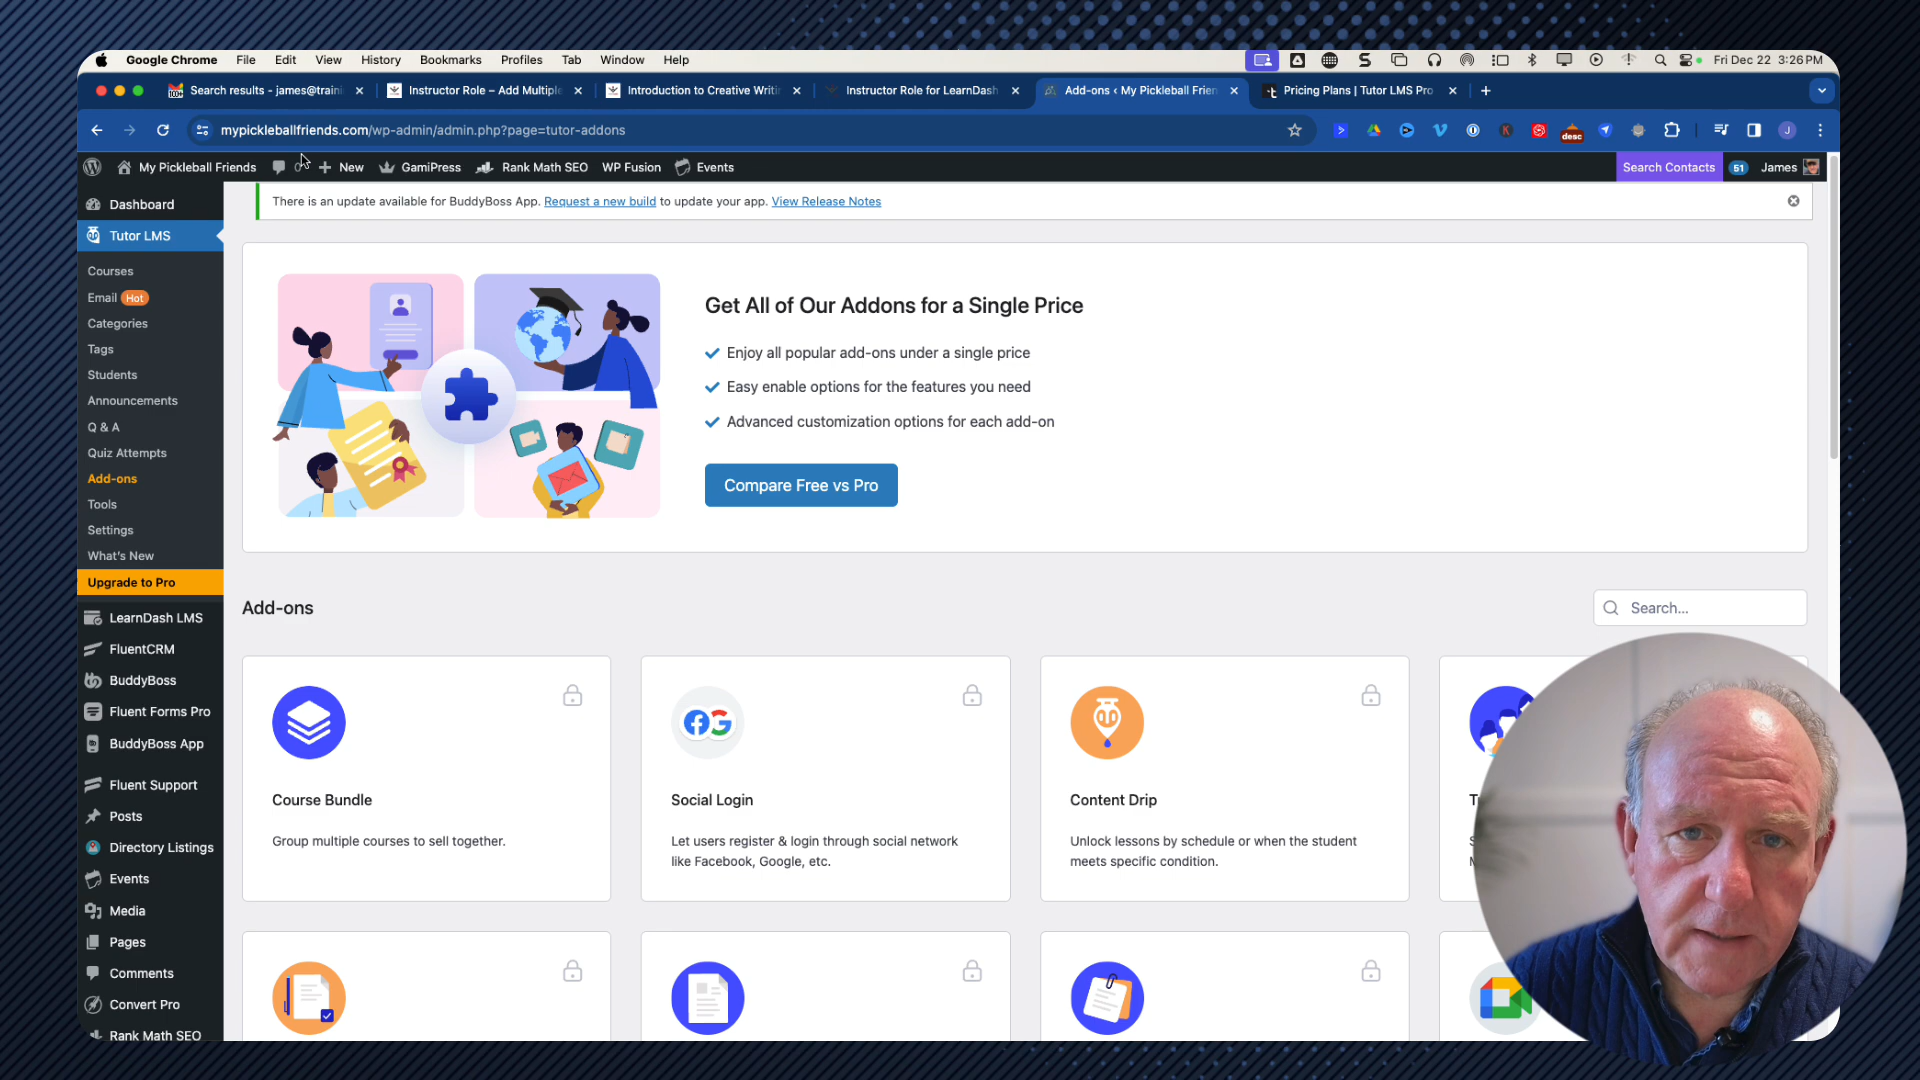 Google Chrome File Edit View History Bookmarks Profiles Tab Window Help
Fri Dec 22 3:26 PM
Search results - james@traini
Instructor Role – Add Multiple
Introduction to Creative Writi
Instructor Role for LearnDash
Add-ons ‹ My Pickleball Frien
Pricing Plans | Tutor LMS Pro
mypickleballfriends.com/wp-admin/admin.php?page=tutor-addons
desc
J
My Pickleball Friends
New
GamiPress
Rank Math SEO
WP Fusion
Events
Search Contacts
51
James
There is an update available for BuddyBoss App. Request a new build to update your app. View Release Notes
Dashboard
Tutor LMS
Courses
Email Hot
Categories
Tags
Students
Announcements
Q & A
Quiz Attempts
Add-ons
Tools
Settings
What's New
Upgrade to Pro
LearnDash LMS
FluentCRM
BuddyBoss
Fluent Forms Pro
BuddyBoss App
Fluent Support
Posts
Directory Listings
Events
Media
Pages
Comments
Convert Pro
Rank Math SEO
Get All of Our Addons for a Single Price
Enjoy all popular add-ons under a single price
Easy enable options for the features you need
Advanced customization options for each add-on
Compare Free vs Pro
Add-ons
Search...
Course Bundle
Group multiple courses to sell together.
Social Login
Let users register & login through social network
like Facebook, Google, etc.
Content Drip
Unlock lessons by schedule or when the student
meets specific condition.